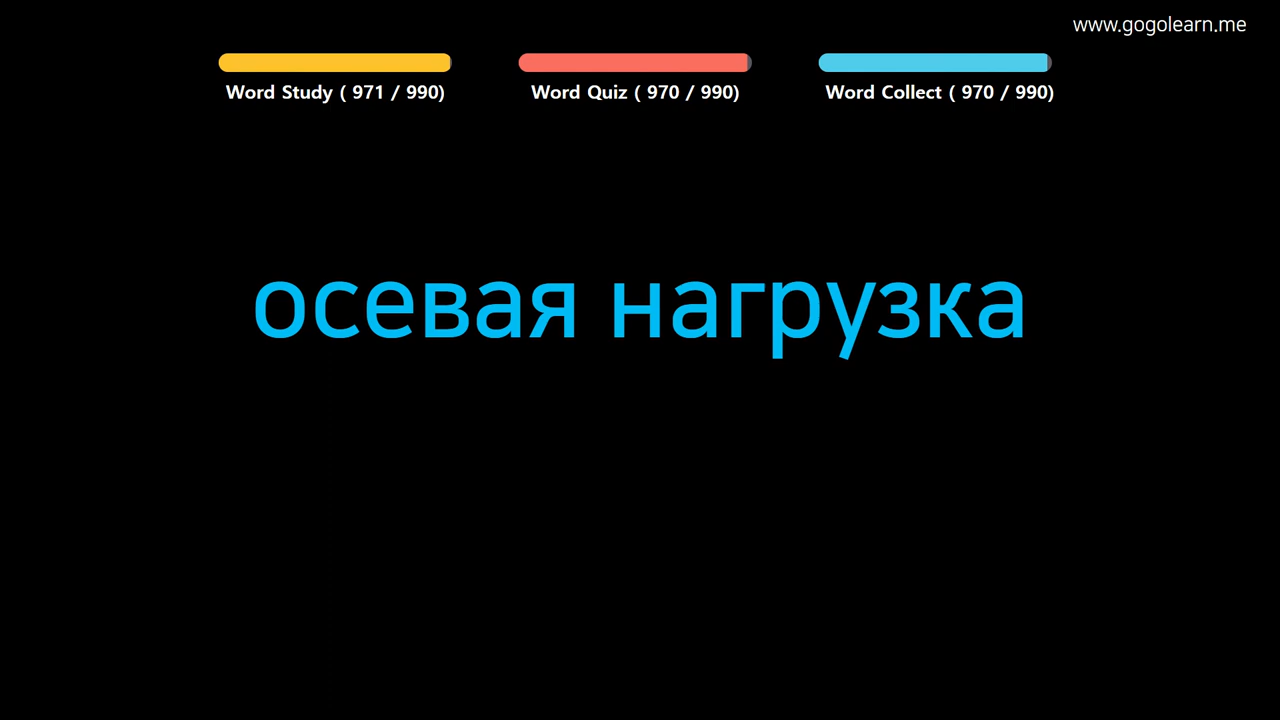 www.gogolearn.me
Word Study ( 971 / 990)
Word Quiz ( 970 / 990)
Word Collect ( 970 / 990)
осевая нагрузка